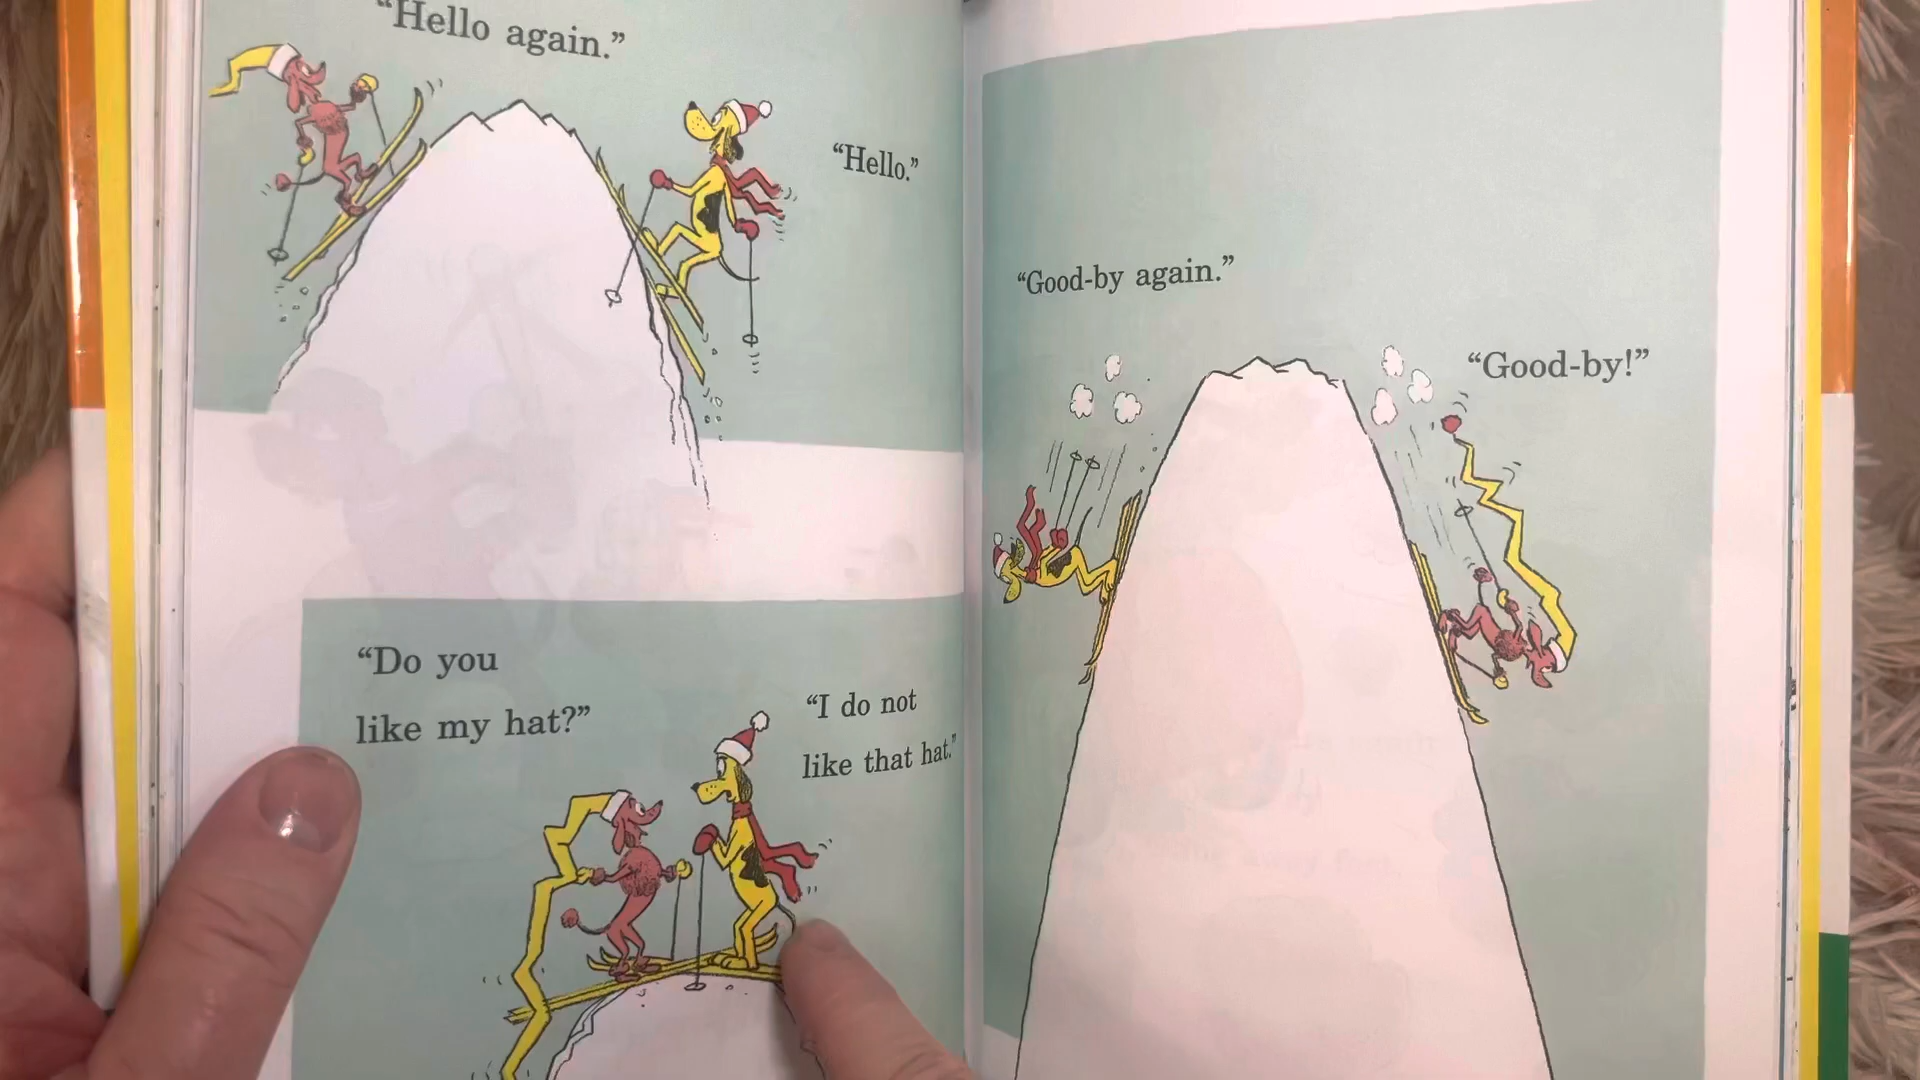 “Hello again.”
“Hello.”
“Do you
like my hat?”
“I do not
like that hat.”
“Good-by again.”
“Good-by!”